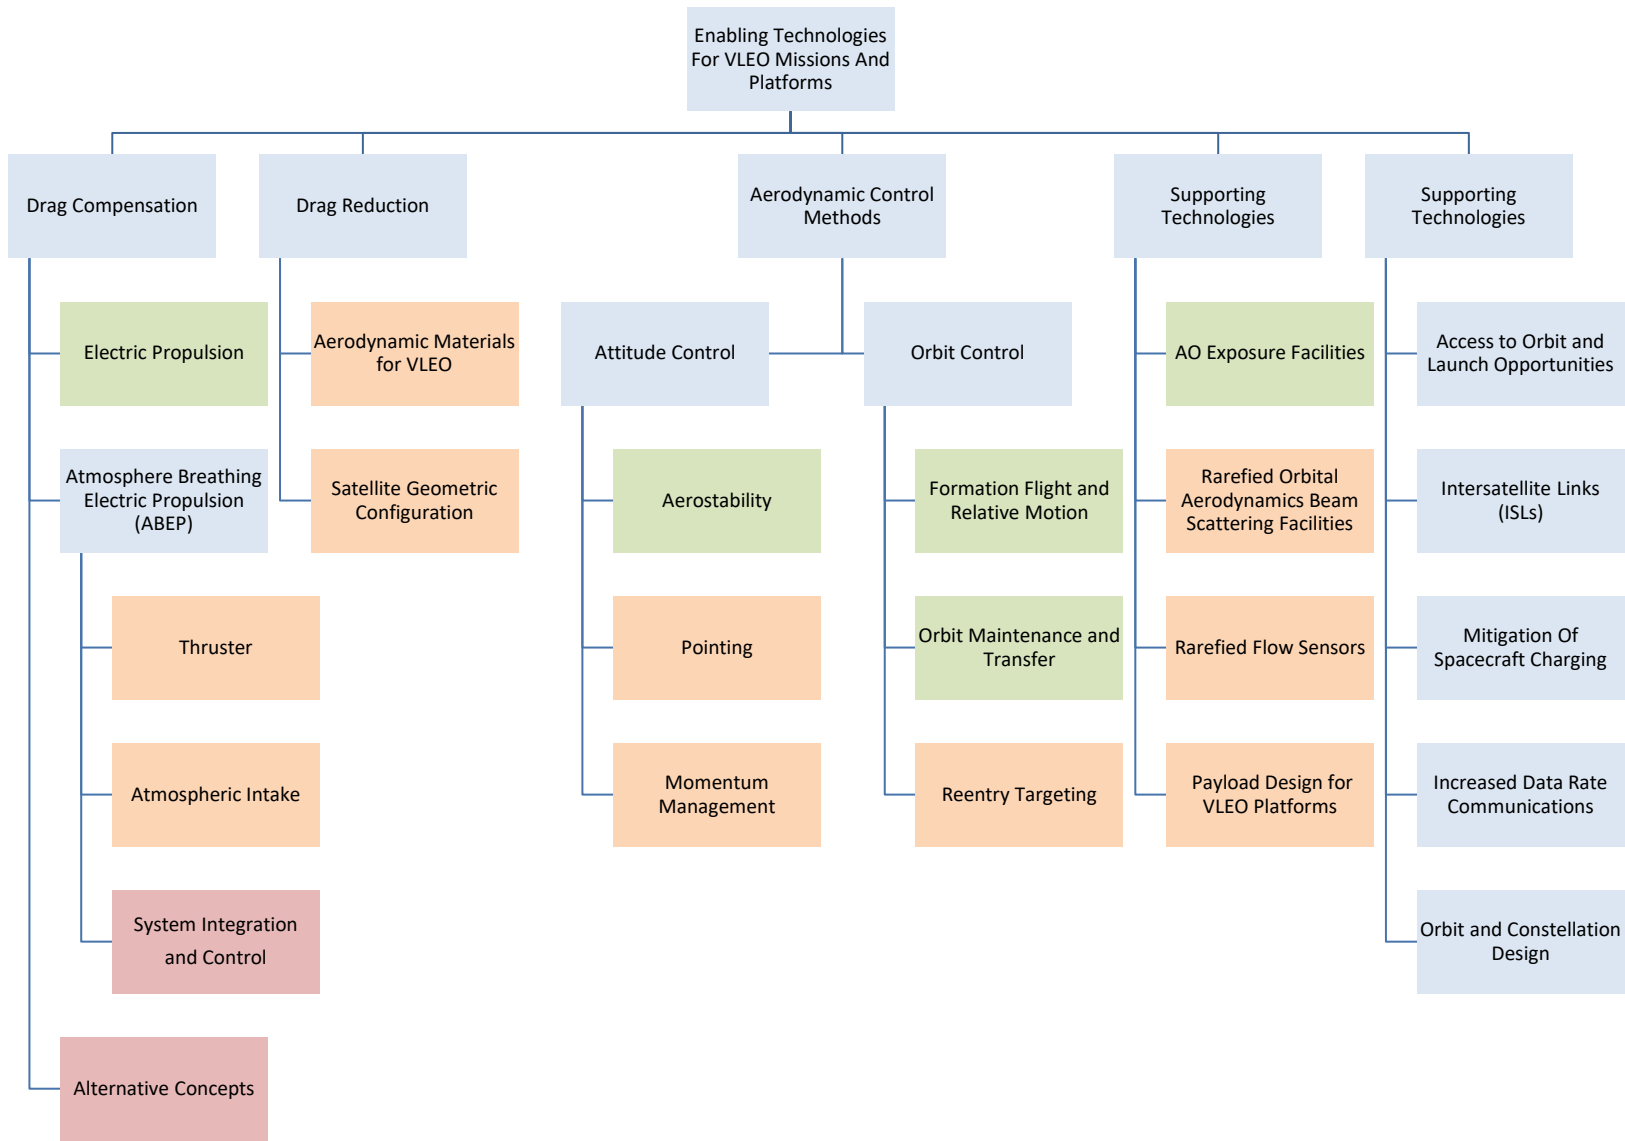 Enabling Technologies
For VLEO Missions And
Platforms
Drag Compensation
Drag Reduction
Aerodynamic Control
Methods
Supporting
Technologies
Supporting
Technologies
Electric Propulsion
Aerodynamic Materials
for VLEO
Attitude Control
Orbit Control
AO Exposure Facilities
Access to Orbit and
Launch Opportunities
Atmosphere Breathing
Electric Propulsion
(ABEP)
Satellite Geometric
Configuration
Aerostability
Formation Flight and
Relative Motion
Rarefied Orbital
Aerodynamics Beam
Scattering Facilities
Intersatellite Links
(ISLs)
Thruster
Pointing
Orbit Maintenance and
Transfer
Rarefied Flow Sensors
Mitigation Of
Spacecraft Charging
Atmospheric Intake
Momentum
Management
Reentry Targeting
Payload Design for
VLEO Platforms
Increased Data Rate
Communications
System Integration
and Control
Orbit and Constellation
Design
Alternative Concepts